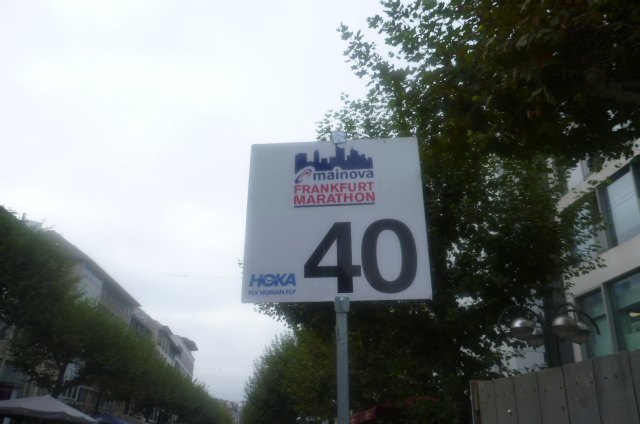 mainova
FRANKFURT
MARATHON
40
HOKA
FLY HUMAN FLY